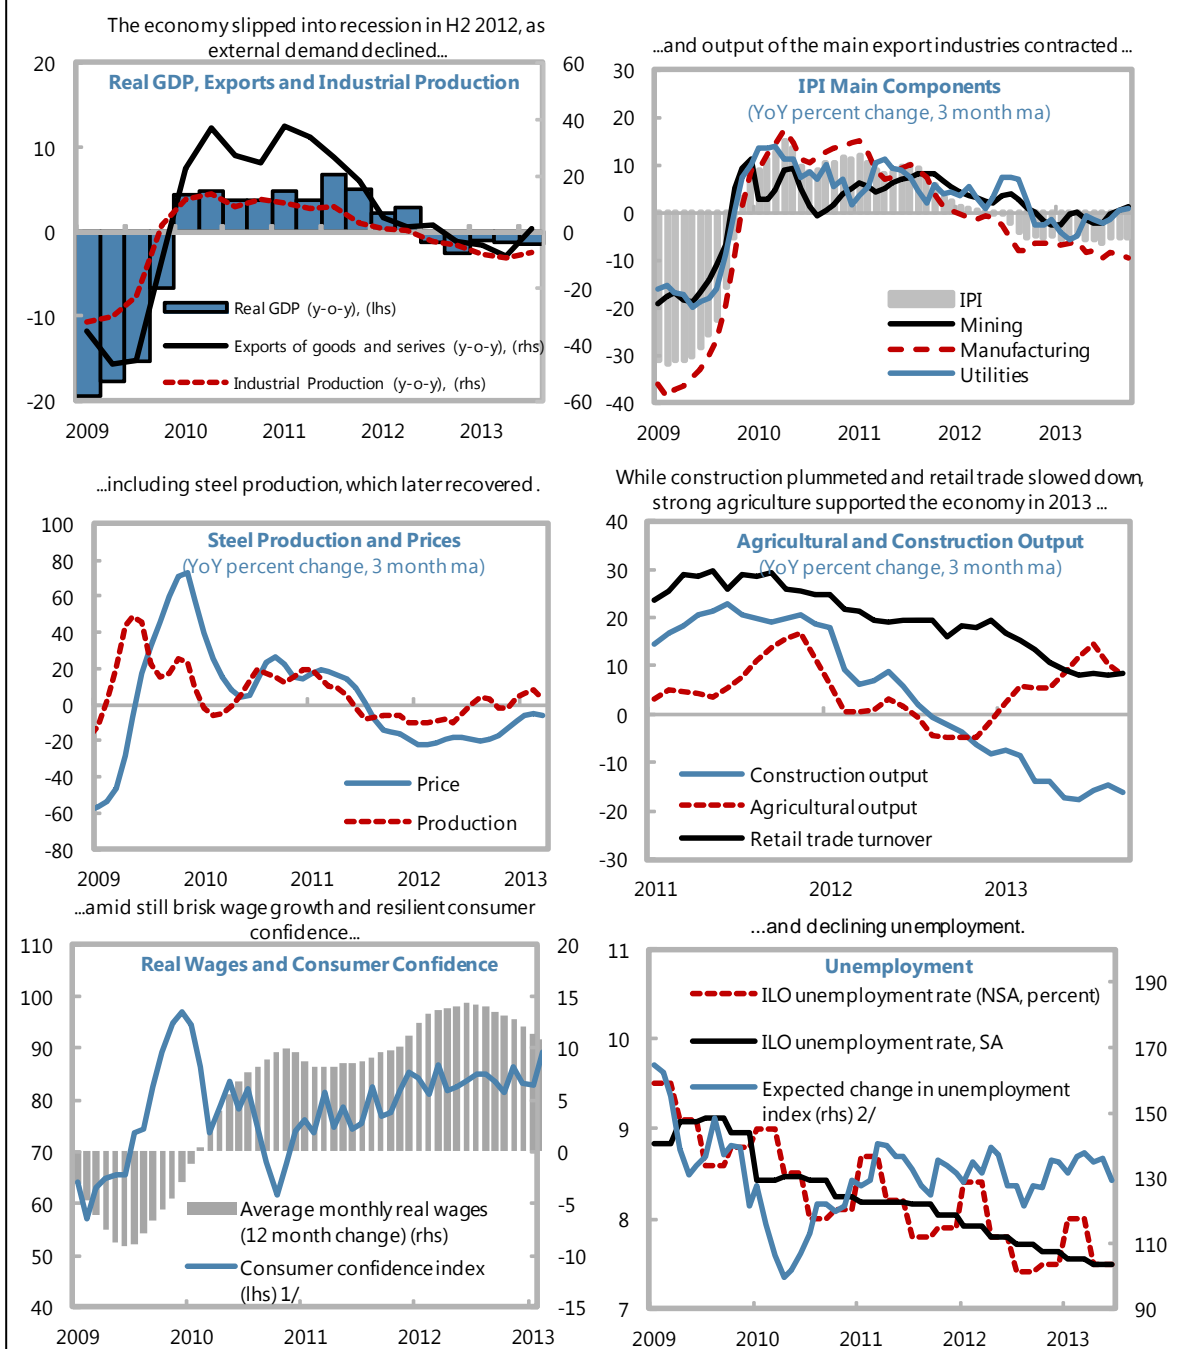 The economy slipped into recession in H2 2012, as
external demand declined...
Real GDP, Exports and Industrial Production
20
10
0
-10
-20
60
40
20
0
-20
-40
-60
Real GDP (y-o-y), (lhs)
Exports of goods and serives (y-o-y), (rhs)
Industrial Production (y-o-y), (rhs)
2009 2010 2011 2012 2013
...and output of the main export industries contracted ...
IPI Main Components
(YoY percent change, 3 month ma)
30
20
10
0
-10
-20
-30
-40
IPI
Mining
Manufacturing
Utilities
2009 2010 2011 2012 2013
...including steel production, which later recovered .
Steel Production and Prices
(YoY percent change, 3 month ma)
100
80
60
40
20
0
-20
-40
-60
-80
Price
Production
2009 2010 2011 2012 2013
While construction plummeted and retail trade slowed down,
strong agriculture supported the economy in 2013 ...
Agricultural and Construction Output
(YoY percent change, 3 month ma)
40
30
20
10
0
-10
-20
-30
Construction output
Agricultural output
Retail trade turnover
2011 2012 2013
...amid still brisk wage growth and resilient consumer
confidence...
Real Wages and Consumer Confidence
110
100
90
80
70
60
50
40
20
15
10
5
0
-5
-10
-15
Average monthly real wages
(12 month change) (rhs)
Consumer confidence index
(lhs) 1/
2009 2010 2011 2012 2013
...and declining unemployment.
Unemployment
11
10
9
8
7
190
170
150
130
110
90
ILO unemployment rate (NSA, percent)
ILO unemployment rate, SA
Expected change in unemployment
index (rhs) 2/
2009 2010 2011 2012 2013